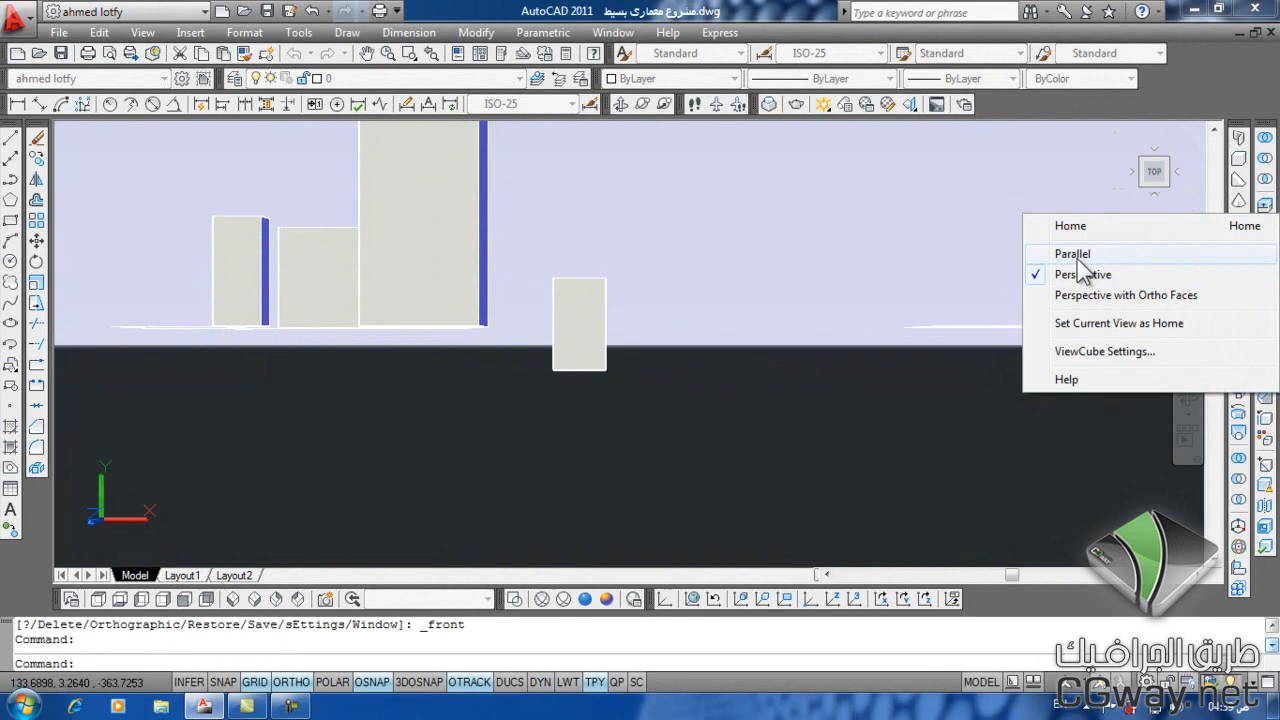 ahmed lotfy
AutoCAD 2011 مشروع معماري بسيط.dwg
Type a keyword or phrase
File Edit View Insert Format Tools Draw Dimension Modify Parametric Window Help Express
Standard ISO-25 Standard Standard
ahmed lotfy 0 ByLayer ByLayer ByLayer ByColor
ISO-25
TOP
Home Home
Parallel
Perspective
Perspective with Ortho Faces
Set Current View as Home
ViewCube Settings...
Help
Y
X
Z
Model Layout1 Layout2
[?/Delete/Orthographic/Restore/Save/sEttings/Window]: _front
Command:
Command:
133.6898, 3.2640, -363.7253 INFER SNAP GRID ORTHO POLAR OSNAP 3DOSNAP OTRACK DUCS DYN LWT TPY QP SC MODEL
طريق الجرافيك
CGway.net